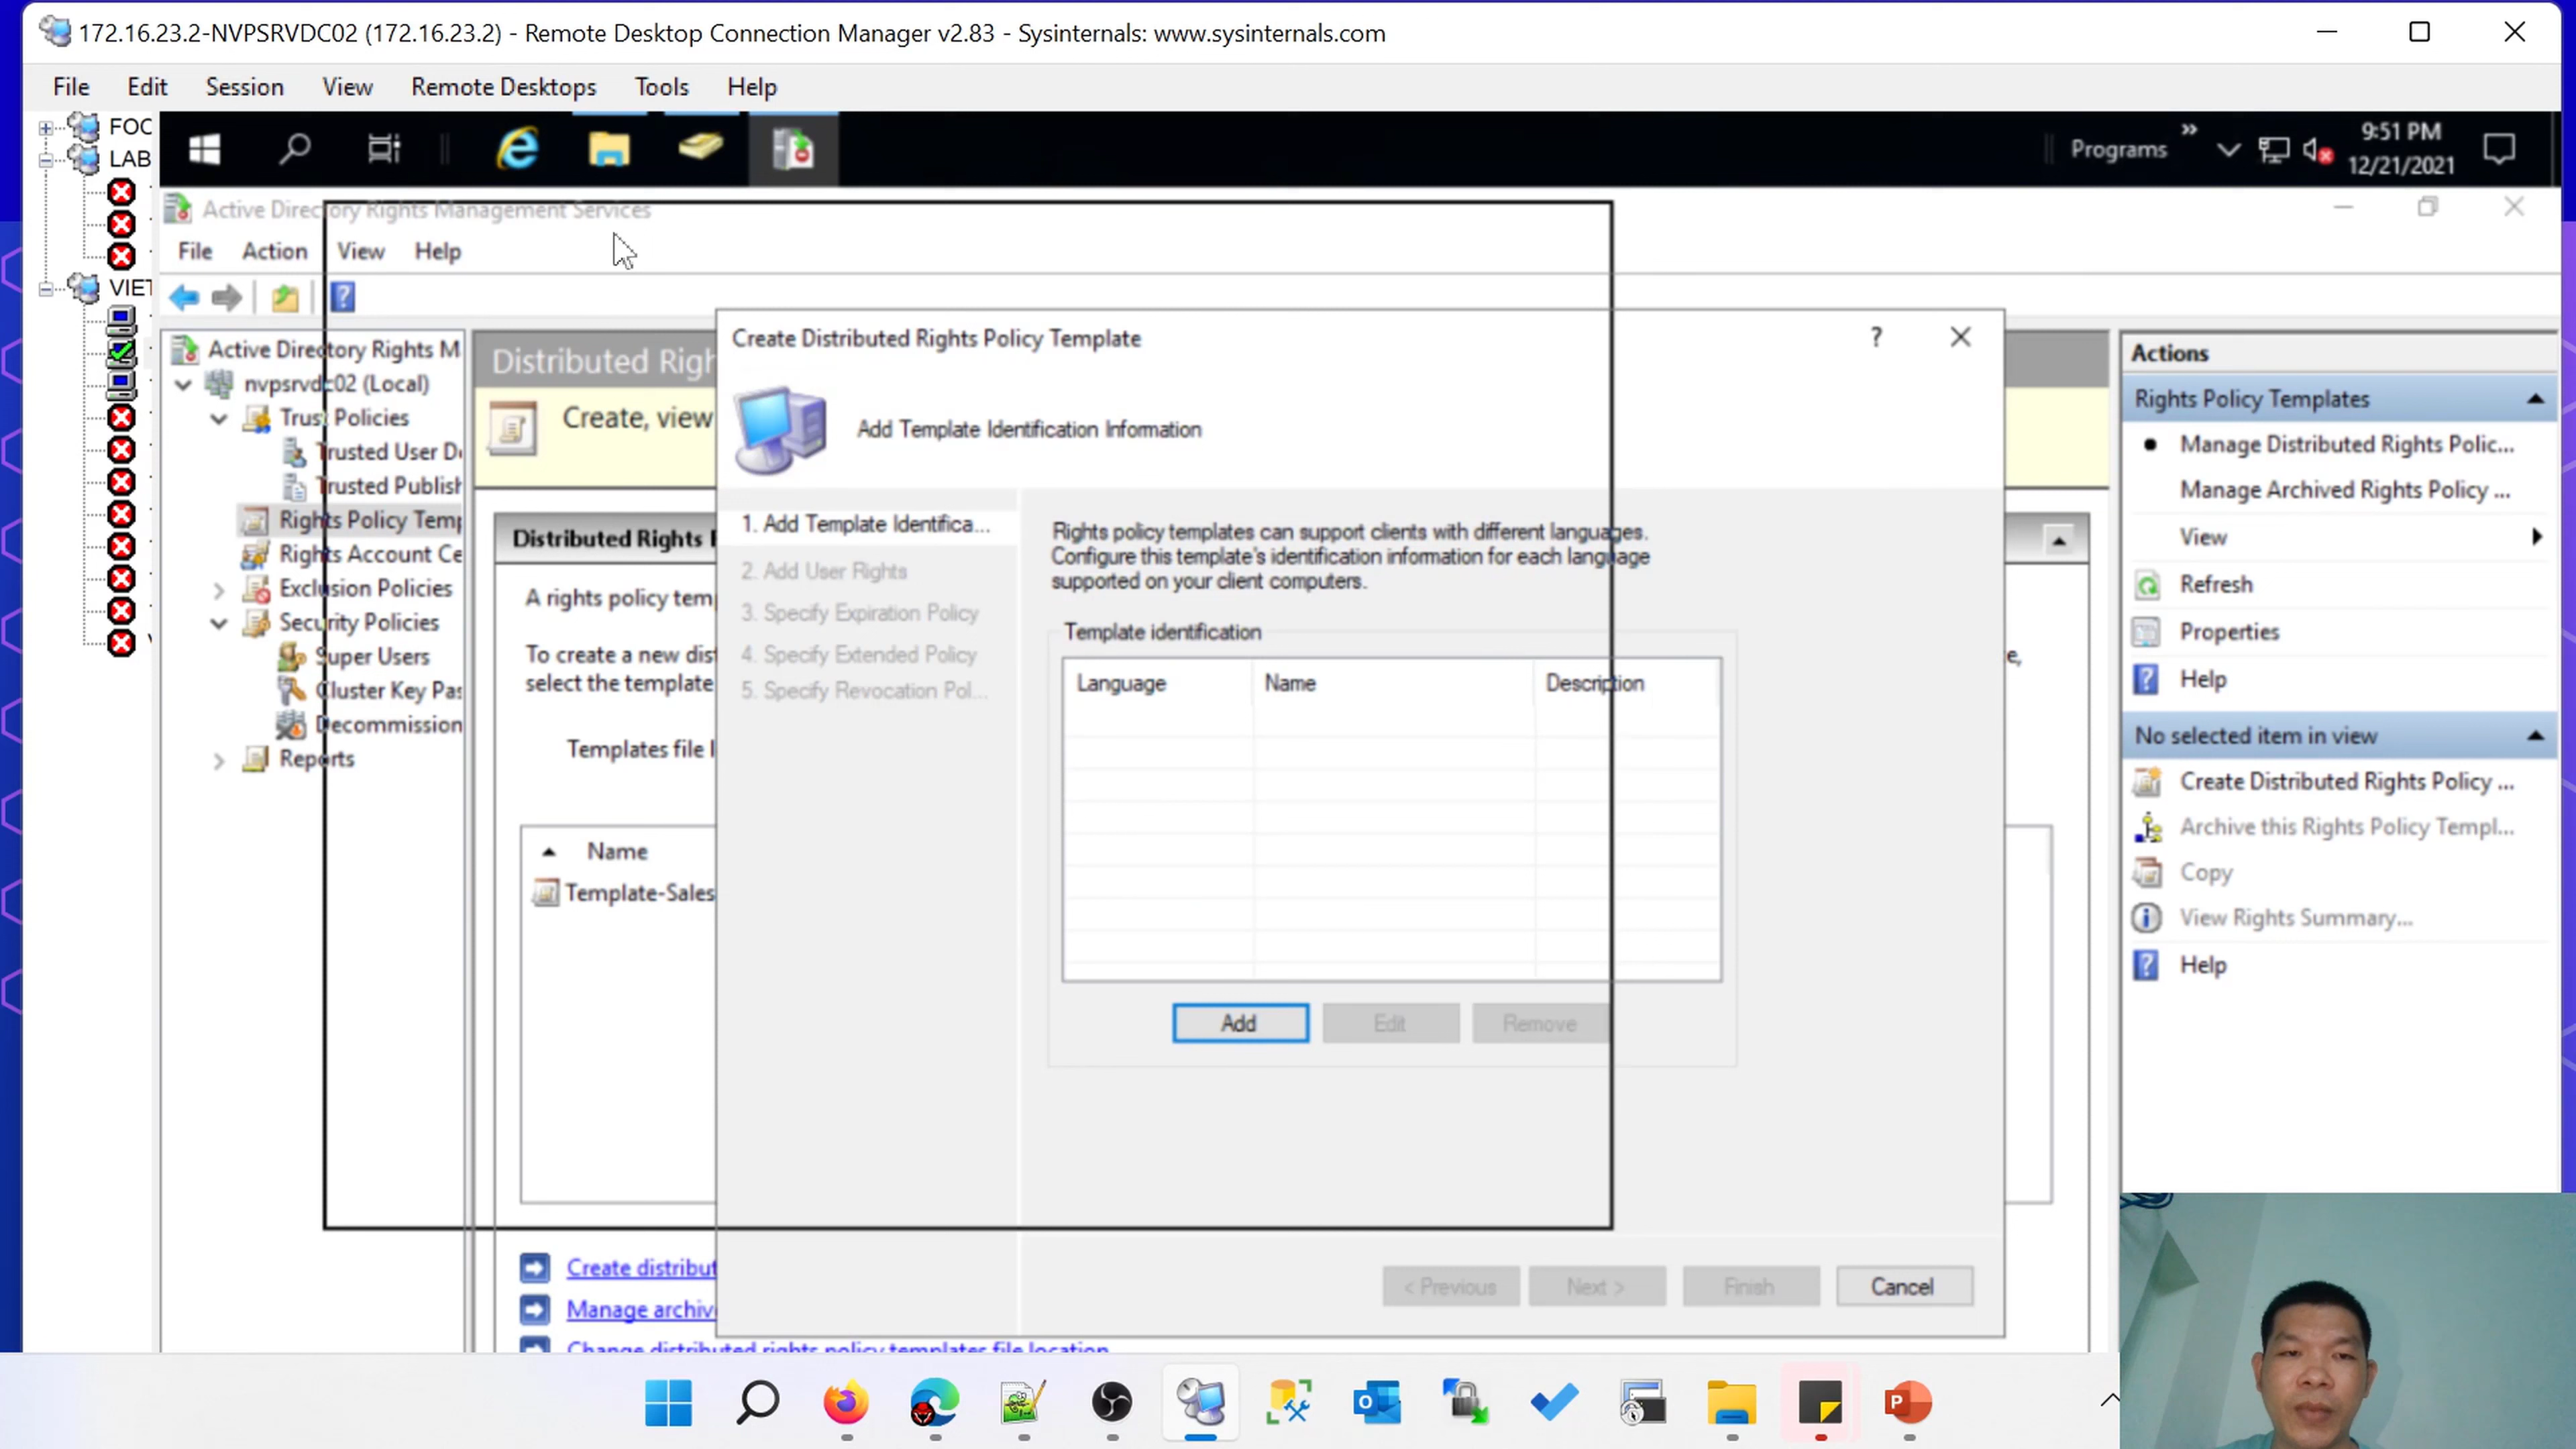 172.16.23.2-NVPSRVDC02 (172.16.23.2) - Remote Desktop Connection Manager v2.83 - Sysinternals: www.sysinternals.com
File Edit Session View Remote Desktops Tools Help
FOC
LAB
VIET
Programs
9:51 PM
12/21/2021
Active Directory Rights Management Services
File Action View Help
Active Directory Rights M
nvpsrvdc02 (Local)
Trust Policies
Trusted User D
Trusted Publish
Rights Policy Temp
Rights Account Ce
Exclusion Policies
Security Policies
Super Users
Cluster Key Pas
Decommission
Reports
Distributed Righ
Create, view
Distributed Rights
A rights policy tem
To create a new dist
select the template
e,
Templates file l
Name
Template-Sales
Create distribut
Manage archiv
Change distributed rights policy templates file location
Create Distributed Rights Policy Template
Add Template Identification Information
1. Add Template Identifica...
2. Add User Rights
3. Specify Expiration Policy
4. Specify Extended Policy
5. Specify Revocation Pol...
Rights policy templates can support clients with different languages.
Configure this template's identification information for each language
supported on your client computers.
Template identification
Language Name Description
Add Edit Remove
< Previous Next > Finish Cancel
Actions
Rights Policy Templates
Manage Distributed Rights Polic...
Manage Archived Rights Policy ...
View
Refresh
Properties
Help
No selected item in view
Create Distributed Rights Policy ...
Archive this Rights Policy Templ...
Copy
View Rights Summary...
Help